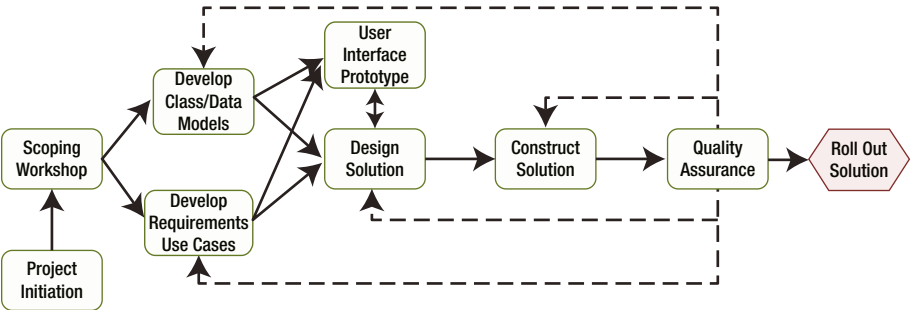 User
Interface
Prototype
Develop
Class/Data
Models
Scoping
Workshop
Design
Solution
Construct
Solution
Quality
Assurance
Roll Out
Solution
Develop
Requirements
Use Cases
Project
Initiation